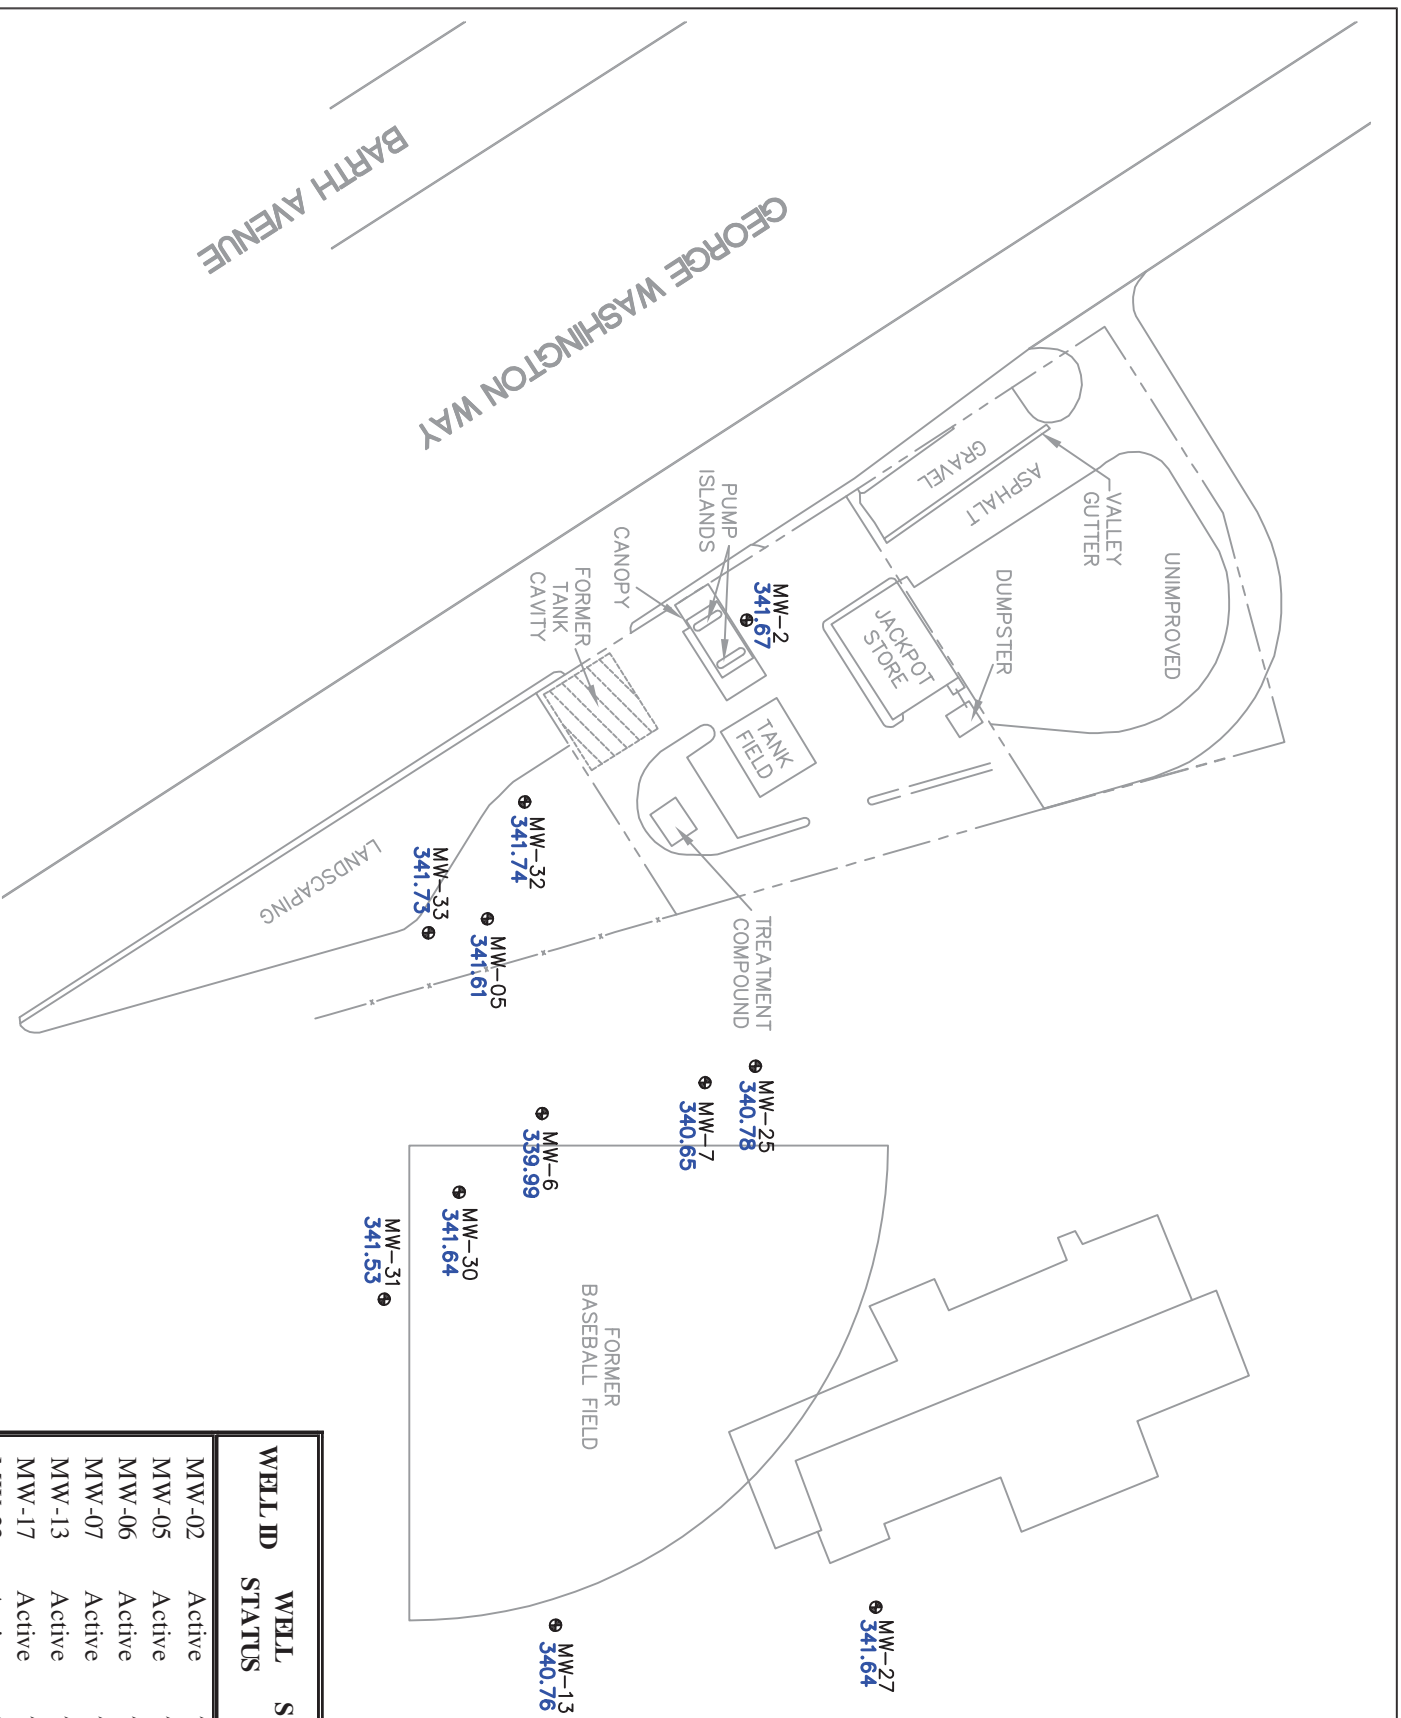 BARTH AVENUE
GEORGE WASHINGTON WAY
VALLEY
GUTTER
GRAVEL
ASPHALT
UNIMPROVED
DUMPSTER
JACKPOT
STORE
PUMP
ISLANDS
CANOPY
FORMER
TANK
CAVITY
TANK
FIELD
MW-2
341.67
LANDSCAPING
TREATMENT
COMPOUND
MW-32
341.74
MW-33
341.73
MW-05
341.61
MW-25
340.78
MW-7
340.65
MW-6
339.99
MW-30
341.64
MW-31
341.53
FORMER
BASEBALL FIELD
MW-27
341.64
MW-13
340.76
WELL ID WELL STATUS S
MW-02 Active
MW-05 Active
MW-06 Active
MW-07 Active
MW-13 Active
MW-17 Active